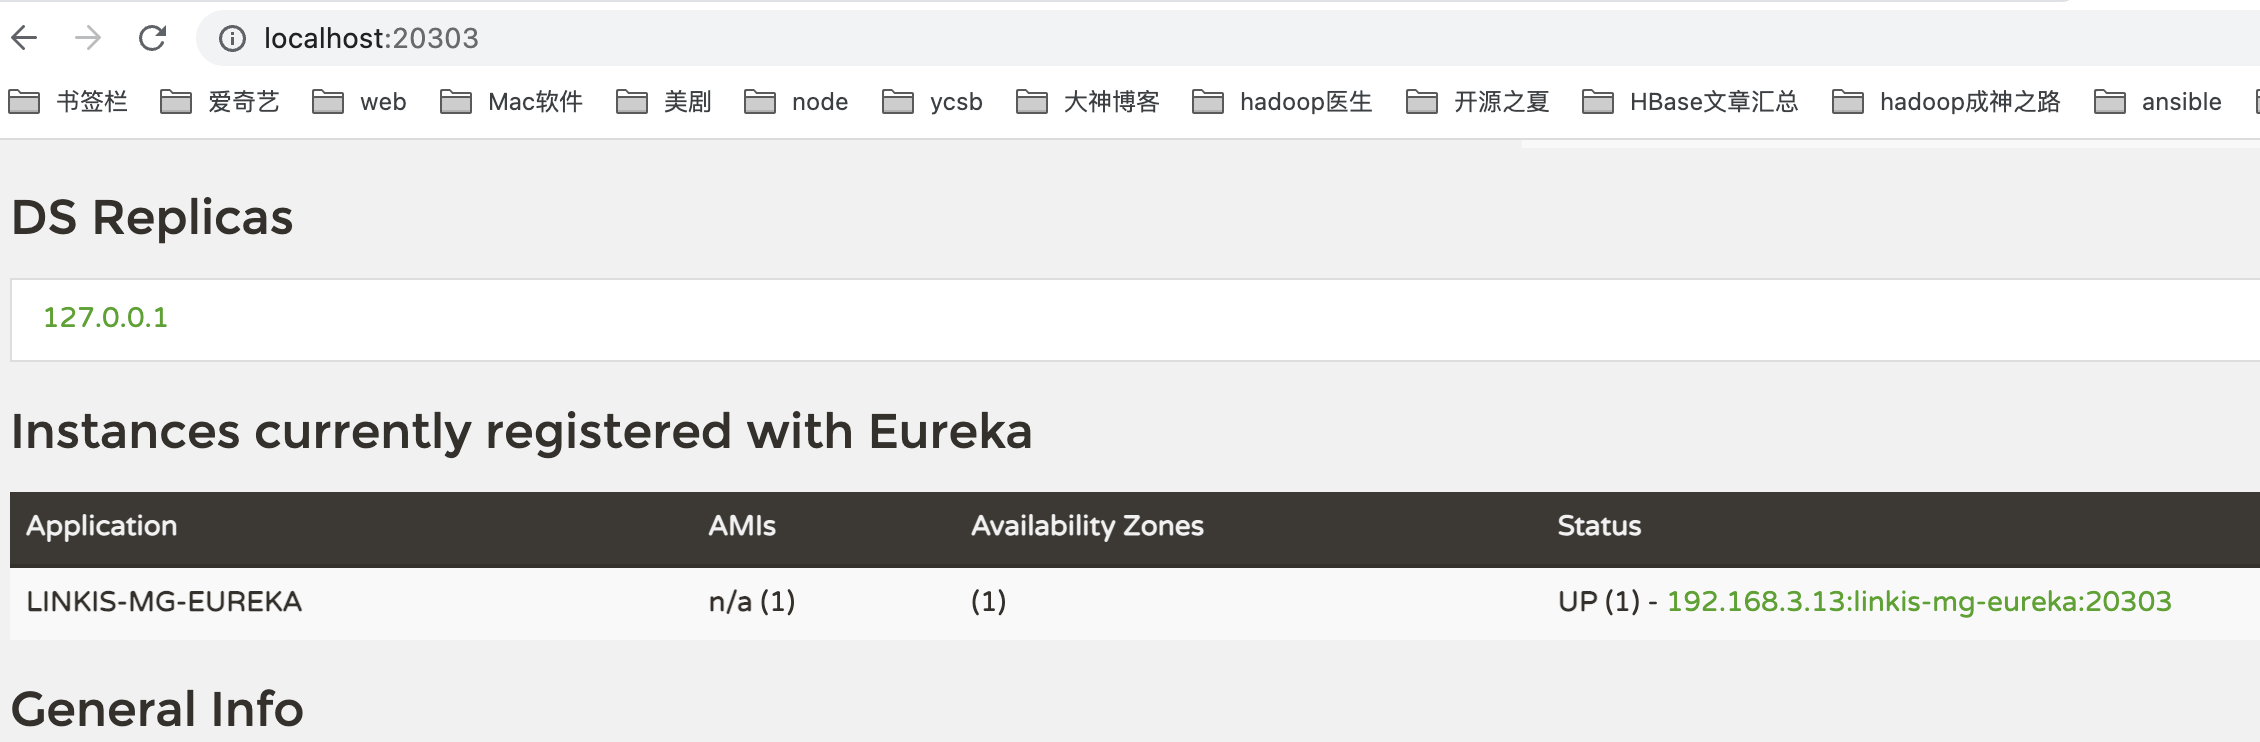 localhost:20303
书签栏 爱奇艺 web Mac软件 美剧 node ycsb 大神博客 hadoop医生 开源之夏 HBase文章汇总 hadoop成神之路 ansible
DS Replicas
127.0.0.1
Instances currently registered with Eureka
Application AMIs Availability Zones Status
LINKIS-MG-EUREKA n/a (1) (1) UP (1) - 192.168.3.13:linkis-mg-eureka:20303
General Info